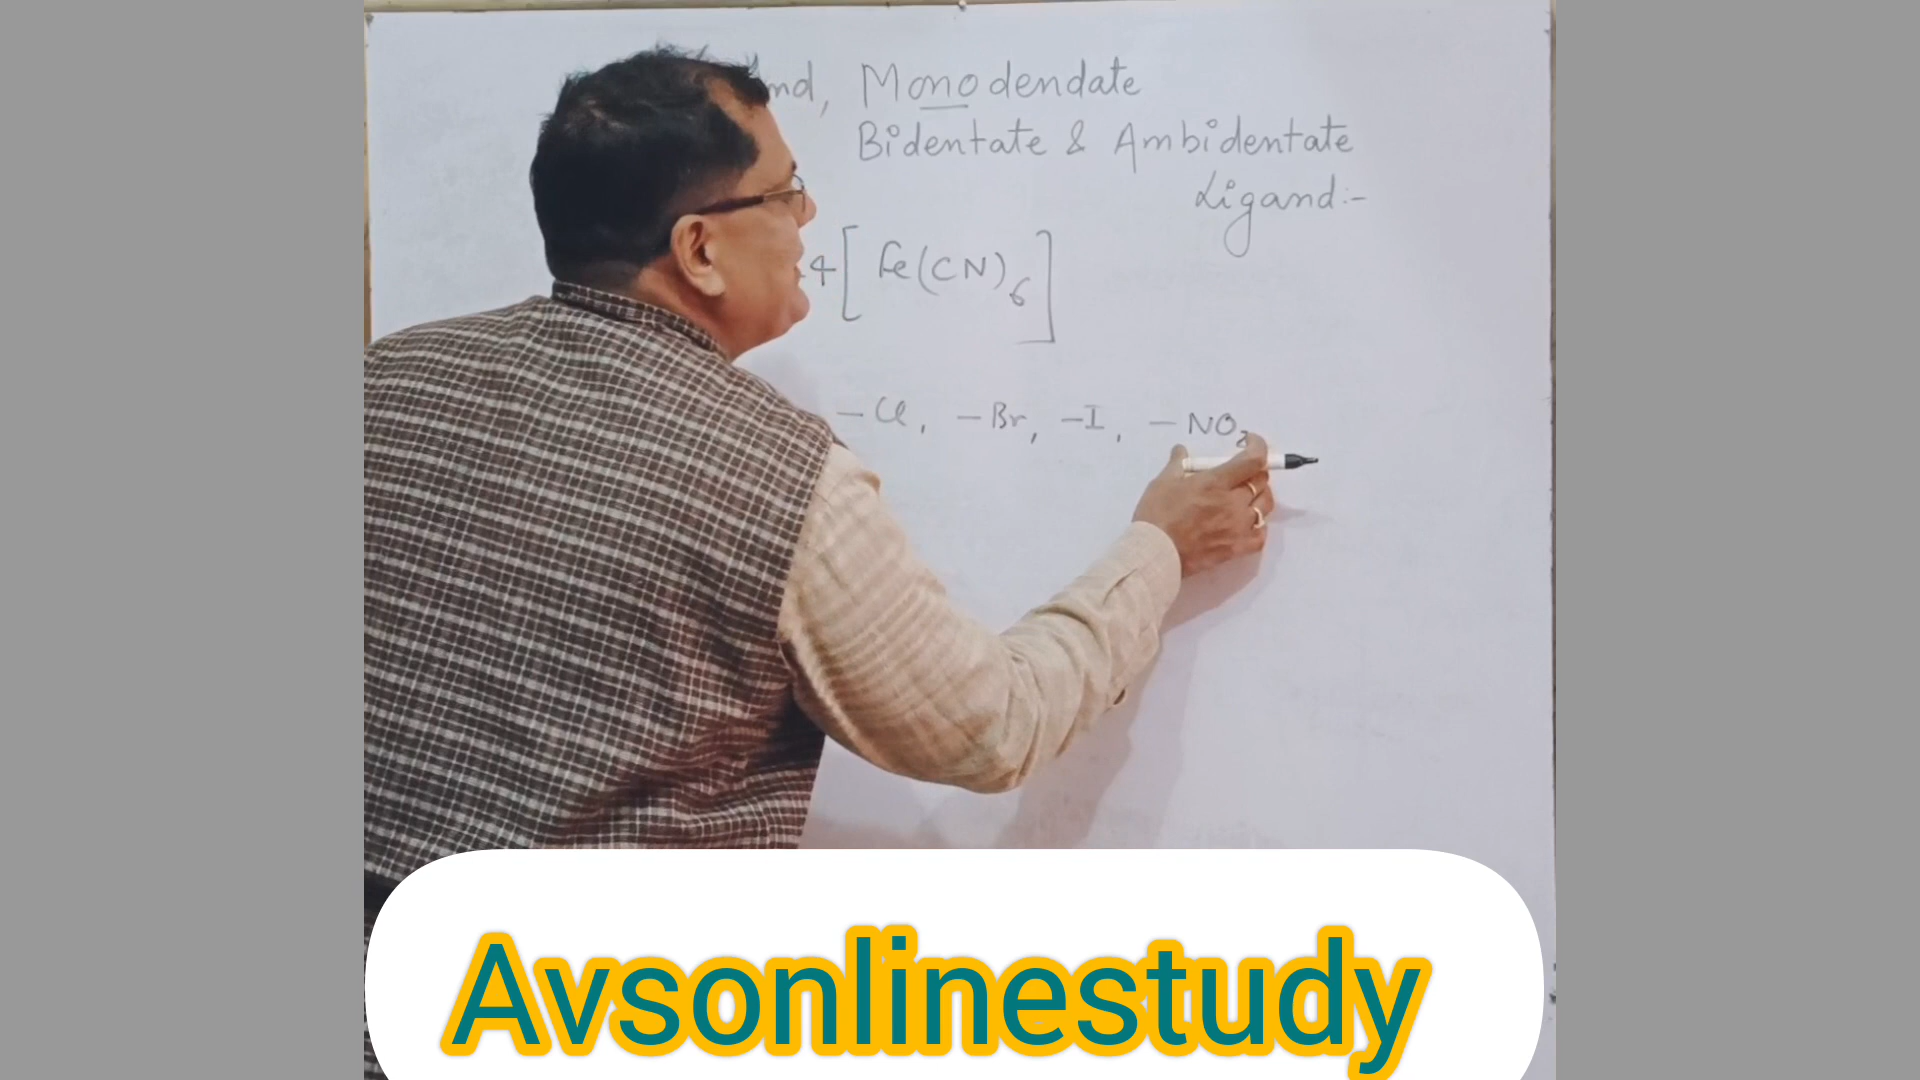 Monodendate
Bidentate & Ambidentate
Ligand:-
4[Fe(CN)6]
-Cl, -Br, -I, -NO2
Avsonlinestudy